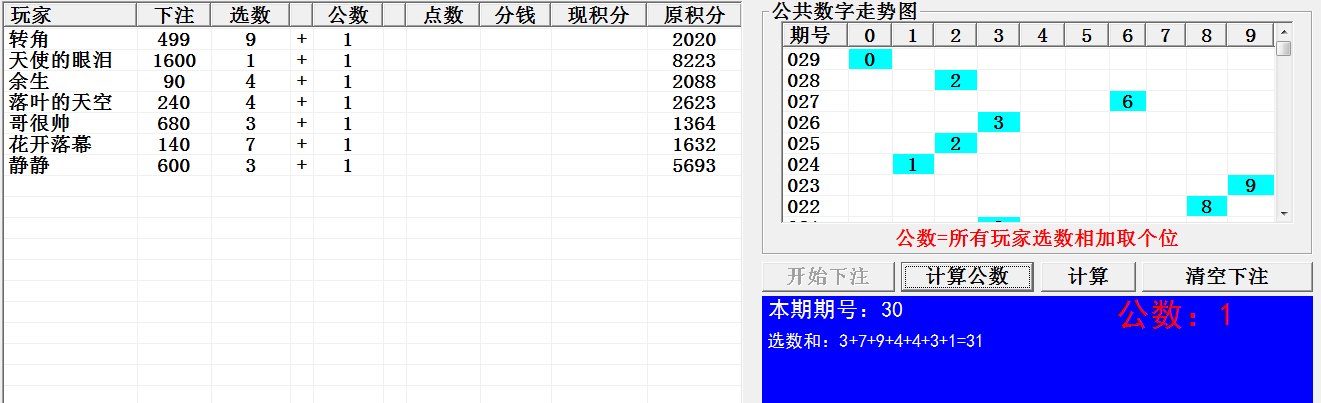 玩家 下注 选数 公数 点数 分钱 现积分 原积分
转角 499 9 + 1 2020
天使的眼泪 1600 1 + 1 8223
余生 90 4 + 1 2088
落叶的天空 240 4 + 1 2623
哥很帅 680 3 + 1 1364
花开落幕 140 7 + 1 1632
静静 600 3 + 1 5693
公共数字走势图
期号 0 1 2 3 4 5 6 7 8 9
029 0
028 2
027 6
026 3
025 2
024 1
023 9
022 8
公数=所有玩家选数相加取个位
开始下注 计算公数 计算 清空下注
本期期号：30 公数：1
选数和：3+7+9+4+4+3+1=31